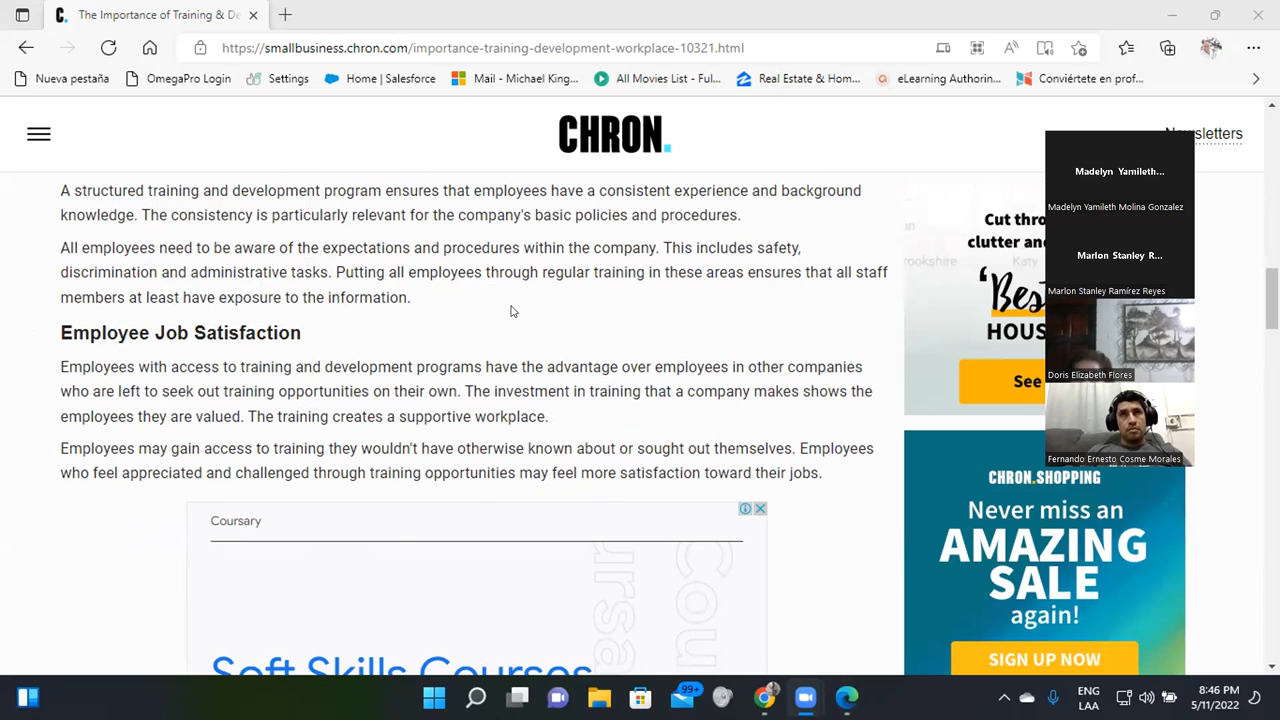 The Importance of Training & De
https://smallbusiness.chron.com/importance-training-development-workplace-10321.html
Nueva pestaña
OmegaPro Login
Settings
Home | Salesforce
Mail - Michael King...
All Movies List - Ful...
Real Estate & Hom...
eLearning Authorin...
Conviértete en prof...
CHRON.
Newsletters
A structured training and development program ensures that employees have a consistent experience and background
knowledge. The consistency is particularly relevant for the company's basic policies and procedures.
All employees need to be aware of the expectations and procedures within the company. This includes safety,
discrimination and administrative tasks. Putting all employees through regular training in these areas ensures that all staff
members at least have exposure to the information.
Employee Job Satisfaction
Employees with access to training and development programs have the advantage over employees in other companies
who are left to seek out training opportunities on their own. The investment in training that a company makes shows the
employees they are valued. The training creates a supportive workplace.
Employees may gain access to training they wouldn't have otherwise known about or sought out themselves. Employees
who feel appreciated and challenged through training opportunities may feel more satisfaction toward their jobs.
Coursary
Soft Skills Courses
Cut thro
clutter and
Katy
'Bes
HOUS
See
Madelyn Yamileth...
Madelyn Yamileth Molina Gonzalez
Marlon Stanley R...
Marlon Stanley Ramírez Reyes
Doris Elizabeth Flores
Fernando Ernesto Cosme Morales
CHRON.SHOPPING
Never miss an
AMAZING
SALE
again!
SIGN UP NOW
99+
ENG
LAA
8:46 PM
5/11/2022